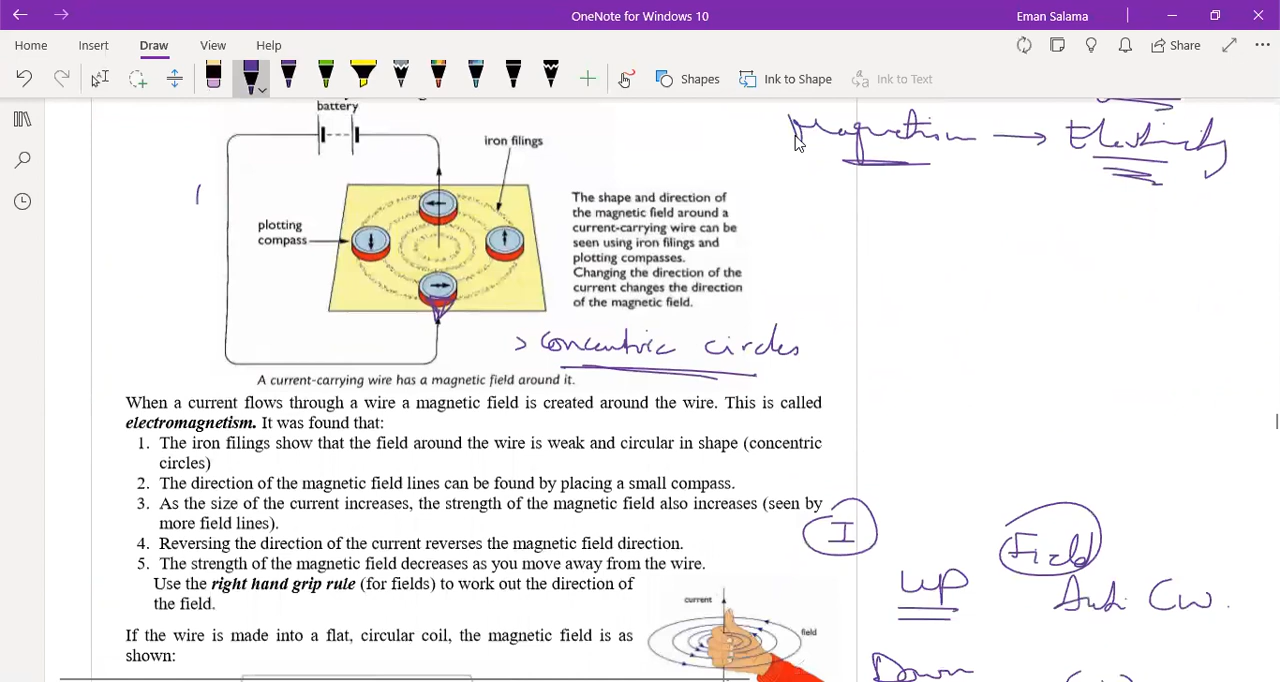 OneNote for Windows 10
Eman Salama
Home Insert Draw View Help
Share
Shapes
Ink to Shape
Ink to Text
battery
iron filings
plotting
compass
The shape and direction of
the magnetic field around a
current-carrying wire can be
seen using iron filings and
plotting compasses.
Changing the direction of the
current changes the direction
of the magnetic field.
Magnetism → Electricity
> Concentric circles
A current-carrying wire has a magnetic field around it.
When a current flows through a wire a magnetic field is created around the wire. This is called
electromagnetism. It was found that:
1. The iron filings show that the field around the wire is weak and circular in shape (concentric
circles)
2. The direction of the magnetic field lines can be found by placing a small compass.
3. As the size of the current increases, the strength of the magnetic field also increases (seen by
more field lines).
4. Reversing the direction of the current reverses the magnetic field direction.
5. The strength of the magnetic field decreases as you move away from the wire.
Use the right hand grip rule (for fields) to work out the direction of
the field.
If the wire is made into a flat, circular coil, the magnetic field is as
shown:
current
field
I
Field
UP
Anti CW.
Down